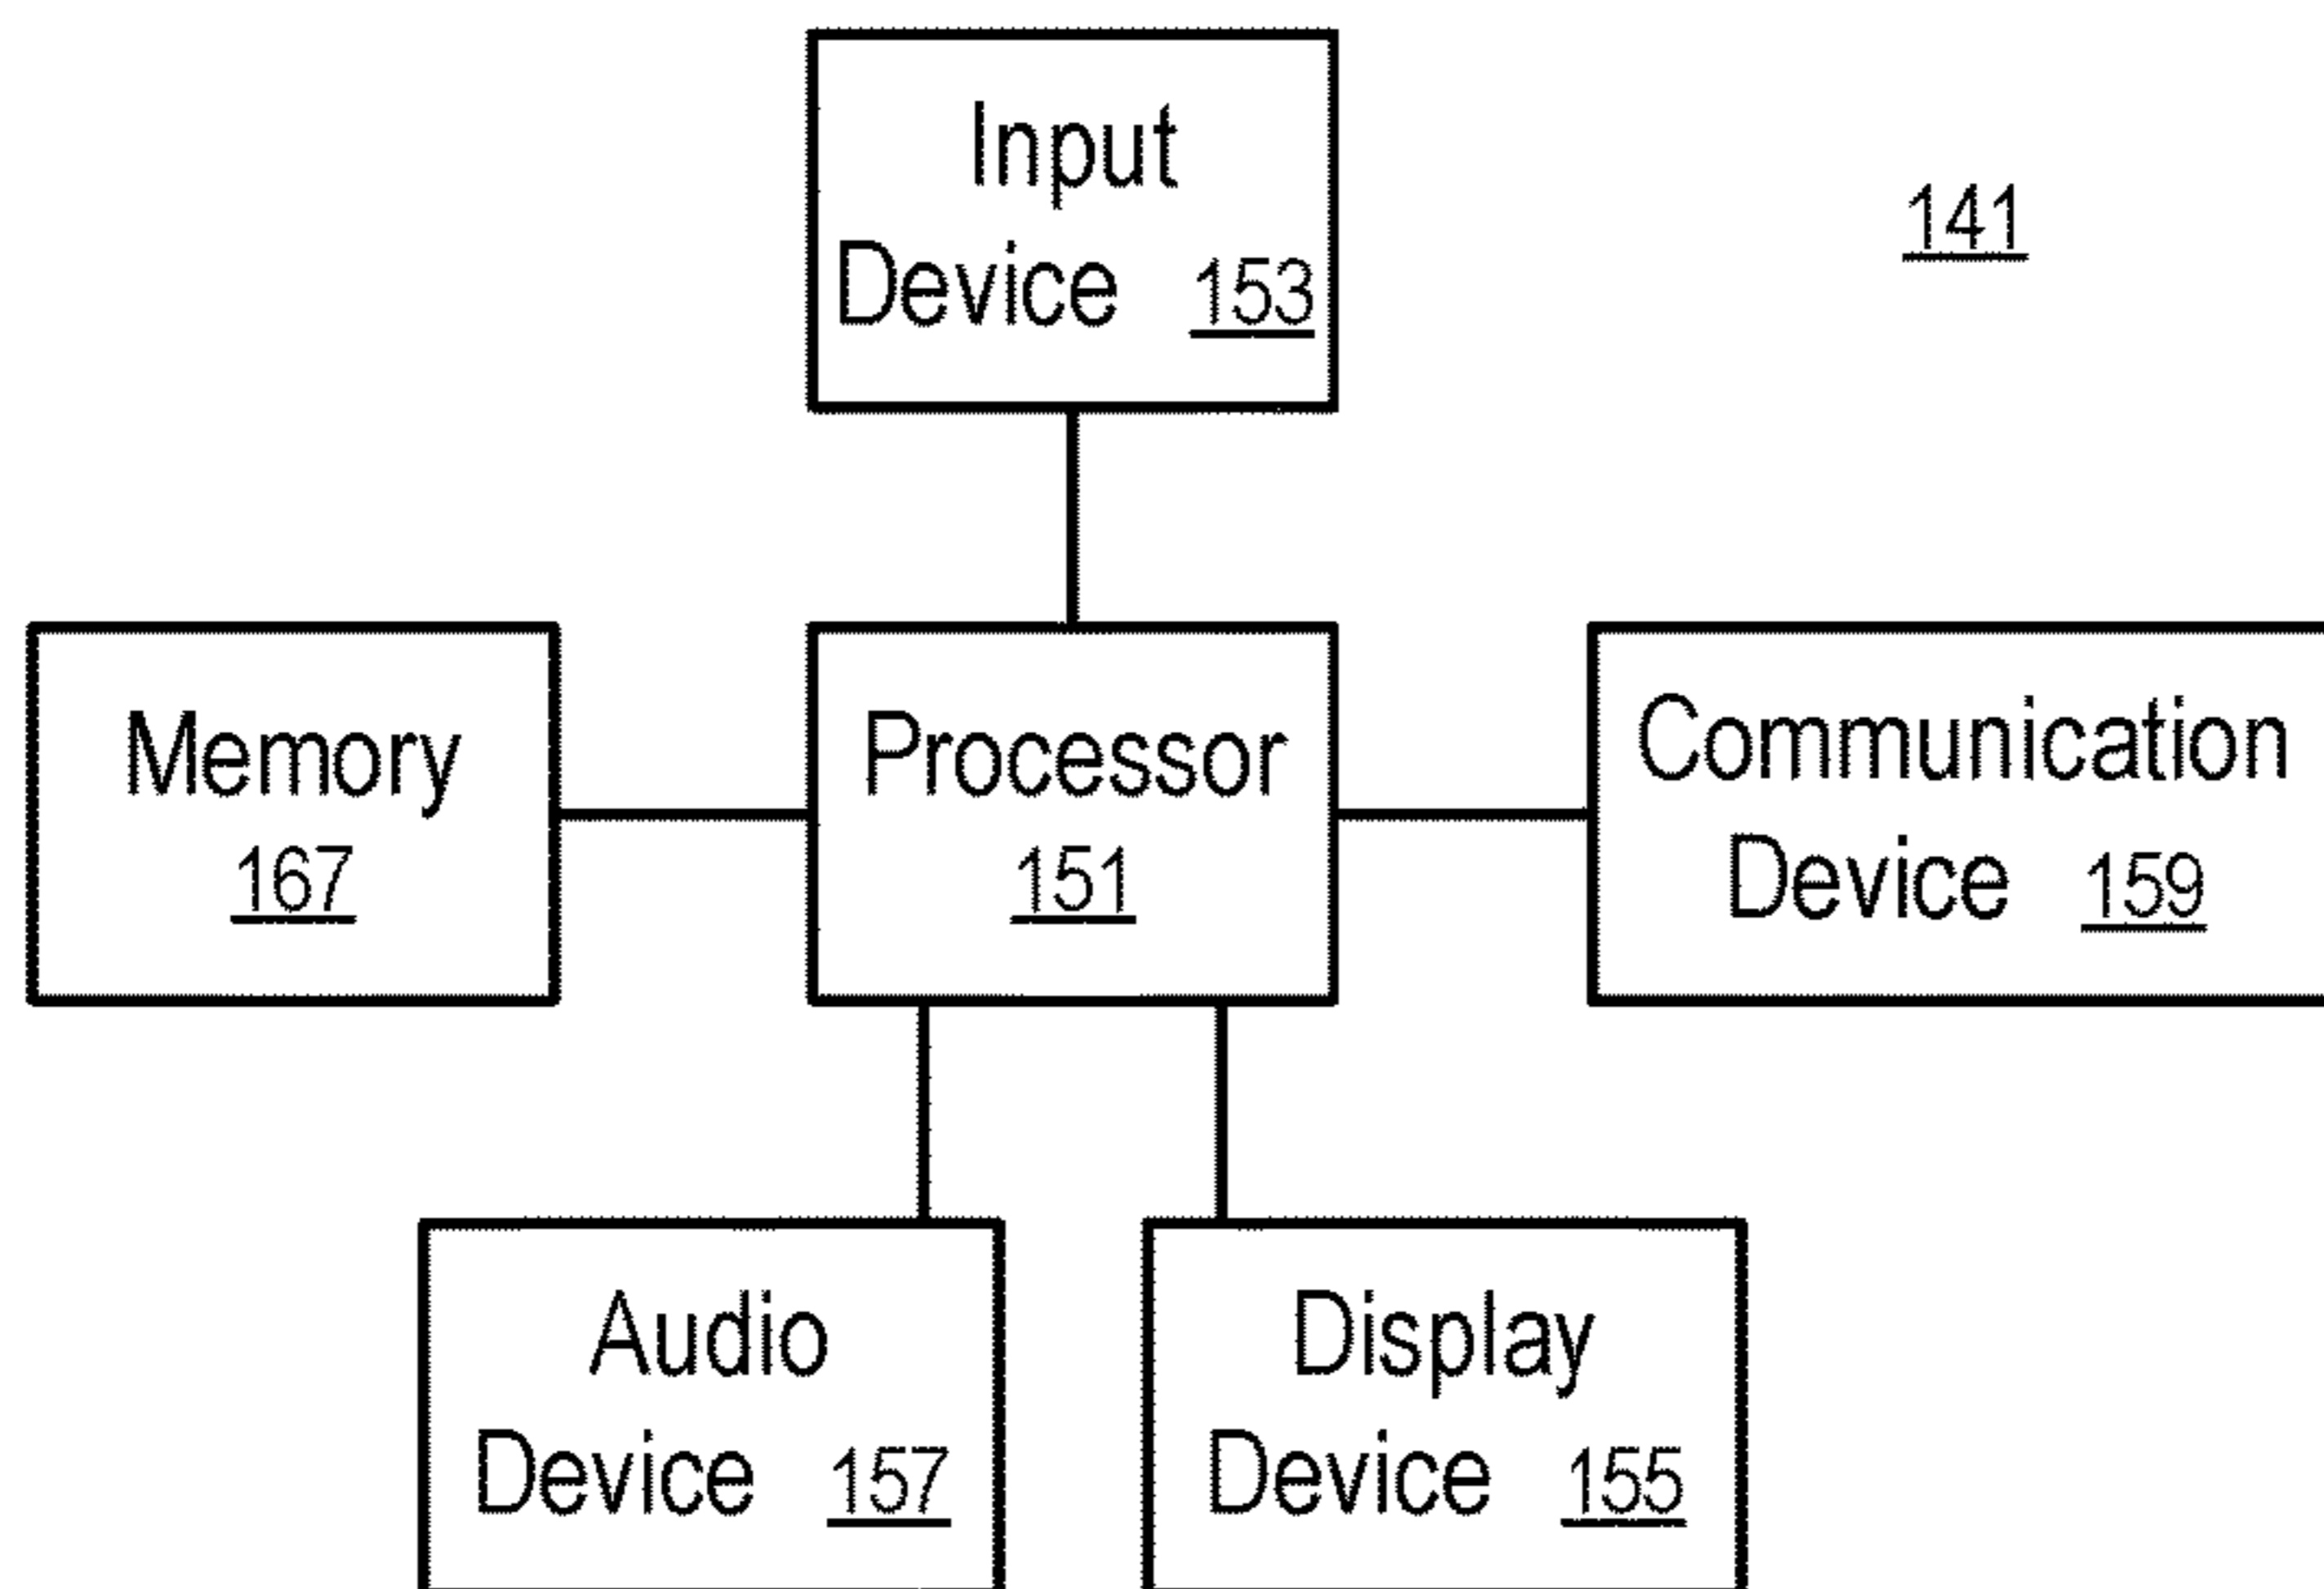 Input
Device 153
141
Memory
167
Processor
151
Communication
Device 159
Audio
Device 157
Display
Device 155